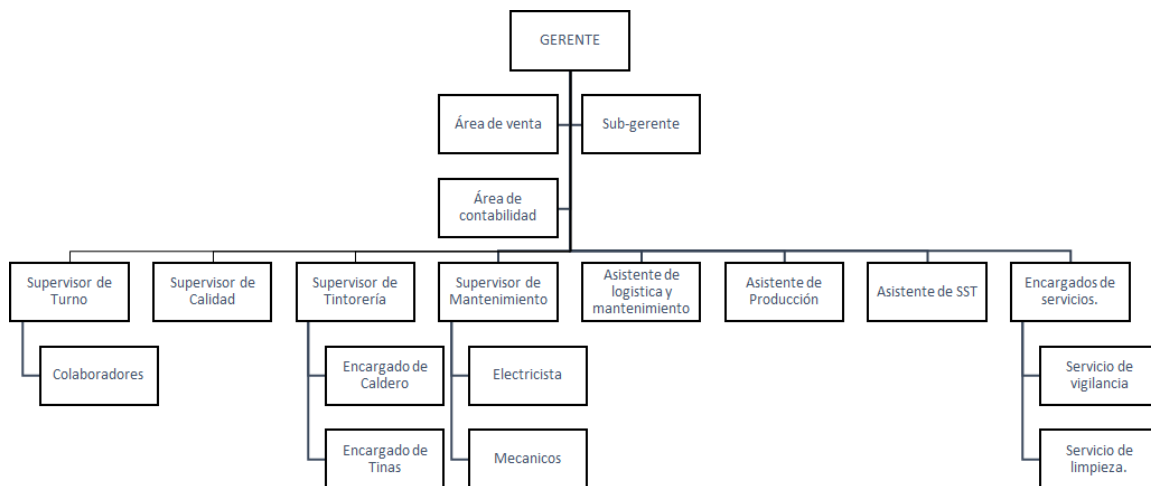 GERENTE
Área de venta
Sub-gerente
Área de
contabilidad
Supervisor de
Turno
Supervisor de
Calidad
Supervisor de
Tintorería
Supervisor de
Mantenimiento
Asistente de
logistica y
mantenimiento
Asistente de
Producción
Asistente de SST
Encargados de
servicios.
Colaboradores
Encargado de
Caldero
Electricista
Servicio de
vigilancia
Encargado de
Tinas
Mecanicos
Servicio de
limpieza.